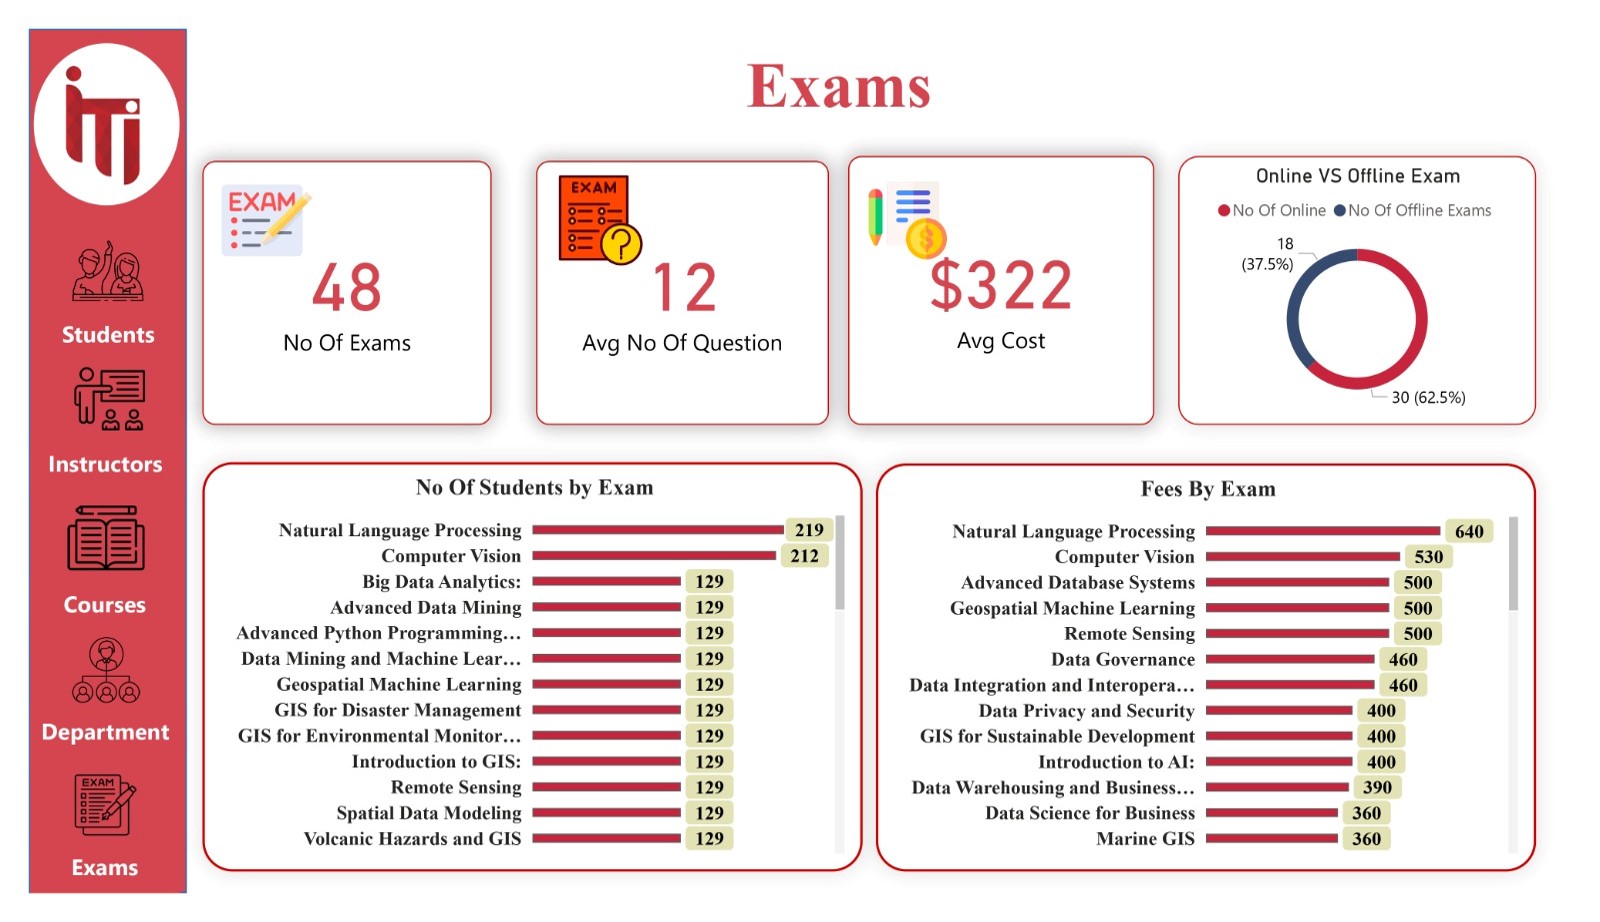 Exams
iTi
Students
Instructors
Courses
Department
EXAM
Exams
EXAM
48
No Of Exams
EXAM
?
12
Avg No Of Question
$
$322
Avg Cost
Online VS Offline Exam
No Of Online
No Of Offline Exams
18
(37.5%)
30 (62.5%)
No Of Students by Exam
Natural Language Processing 219
Computer Vision 212
Big Data Analytics: 129
Advanced Data Mining 129
Advanced Python Programming… 129
Data Mining and Machine Lear… 129
Geospatial Machine Learning 129
GIS for Disaster Management 129
GIS for Environmental Monitor… 129
Introduction to GIS: 129
Remote Sensing 129
Spatial Data Modeling 129
Volcanic Hazards and GIS 129
Fees By Exam
Natural Language Processing 640
Computer Vision 530
Advanced Database Systems 500
Geospatial Machine Learning 500
Remote Sensing 500
Data Governance 460
Data Integration and Interopera… 460
Data Privacy and Security 400
GIS for Sustainable Development 400
Introduction to AI: 400
Data Warehousing and Business… 390
Data Science for Business 360
Marine GIS 360